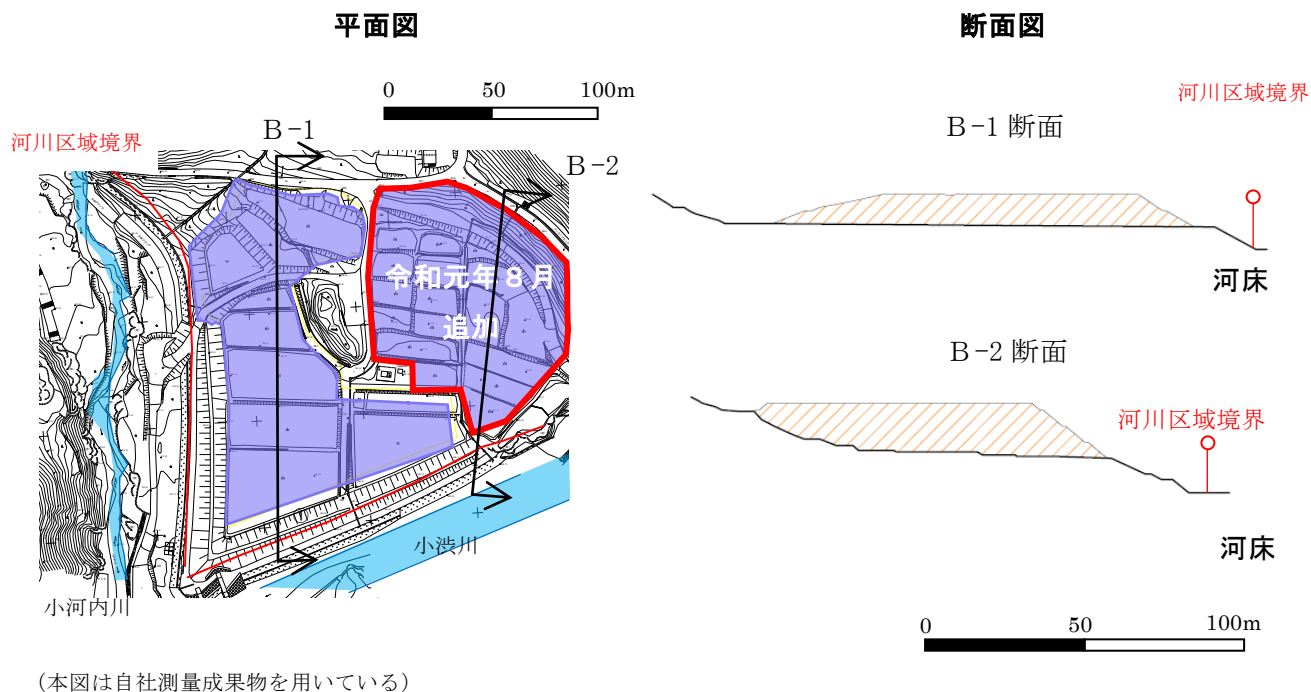 平面図
0 50 100m
河川区域境界
B-1
B-2
令和元年8月
追加
小渋川
小河内川
(本図は自社測量成果物を用いている)
断面図
河川区域境界
B-1 断面
河床
B-2 断面
河川区域境界
河床
0 50 100m